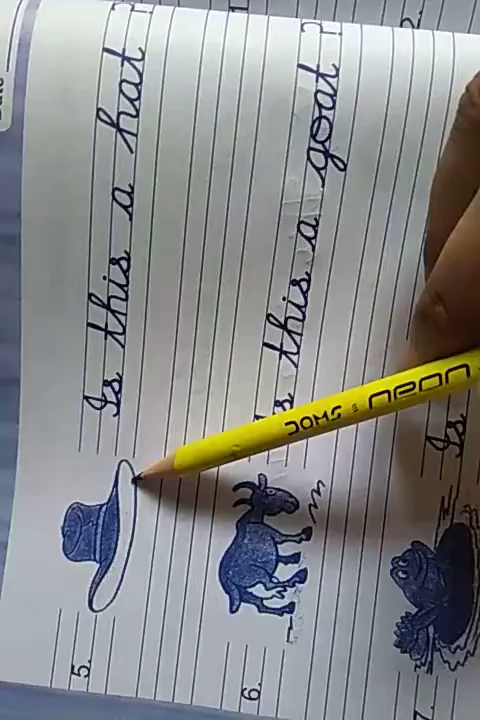 5. Is this a hat ?
6. Is this a goat ?
7. Is
DOMS neon